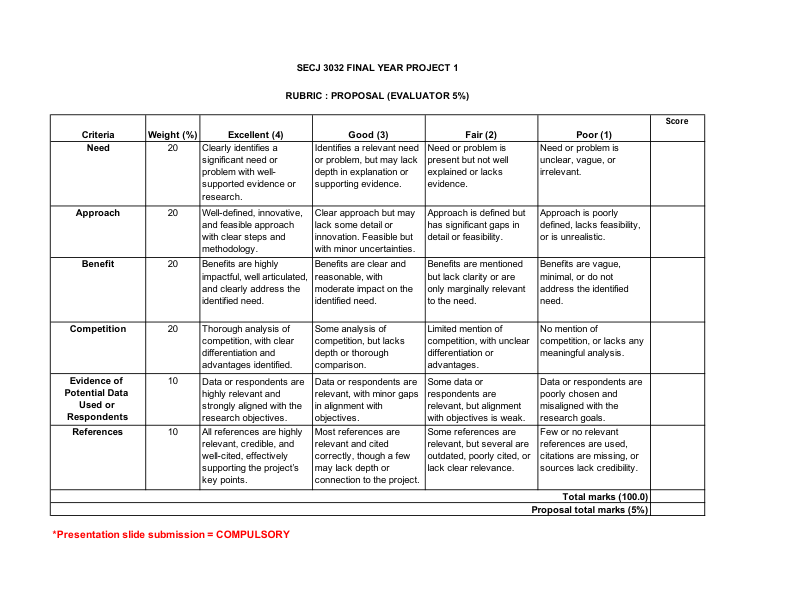 SECJ 3032 FINAL YEAR PROJECT 1
RUBRIC : PROPOSAL (EVALUATOR 5%)
Criteria
Weight (%)
Excellent (4)
Good (3)
Fair (2)
Poor (1)
Score
Need
20
Clearly identifies a
significant need or
problem with well-
supported evidence or
research.
Identifies a relevant need
or problem, but may lack
depth in explanation or
supporting evidence.
Need or problem is
present but not well
explained or lacks
evidence.
Need or problem is
unclear, vague, or
irrelevant.
Approach
20
Well-defined, innovative,
and feasible approach
with clear steps and
methodology.
Clear approach but may
lack some detail or
innovation. Feasible but
with minor uncertainties.
Approach is defined but
has significant gaps in
detail or feasibility.
Approach is poorly
defined, lacks feasibility,
or is unrealistic.
Benefit
20
Benefits are highly
impactful, well articulated,
and clearly address the
identified need.
Benefits are clear and
reasonable, with
moderate impact on the
identified need.
Benefits are mentioned
but lack clarity or are
only marginally relevant
to the need.
Benefits are vague,
minimal, or do not
address the identified
need.
Competition
20
Thorough analysis of
competition, with clear
differentiation and
advantages identified.
Some analysis of
competition, but lacks
depth or thorough
comparison.
Limited mention of
competition, with unclear
differentiation or
advantages.
No mention of
competition, or lacks any
meaningful analysis.
Evidence of
Potential Data
Used or
Respondents
10
Data or respondents are
highly relevant and
strongly aligned with the
research objectives.
Data or respondents are
relevant, with minor gaps
in alignment with
objectives.
Some data or
respondents are
relevant, but alignment
with objectives is weak.
Data or respondents are
poorly chosen and
misaligned with the
research goals.
References
10
All references are highly
relevant, credible, and
well-cited, effectively
supporting the project's
key points.
Most references are
relevant and cited
correctly, though a few
may lack depth or
connection to the project.
Some references are
relevant, but several are
outdated, poorly cited, or
lack clear relevance.
Few or no relevant
references are used,
citations are missing, or
sources lack credibility.
Total marks (100.0)
Proposal total marks (5%)
*Presentation slide submission = COMPULSORY